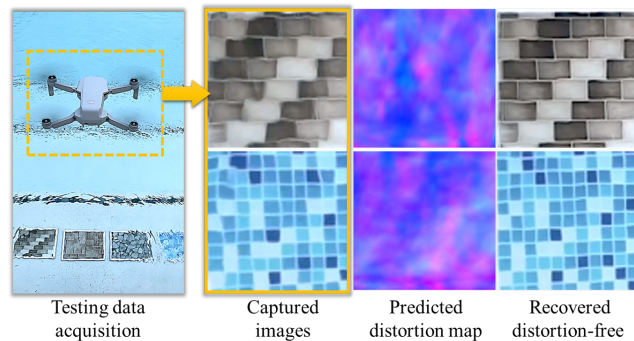 Testing data
acquisition
Captured
images
Predicted
distortion map
Recovered
distortion-free